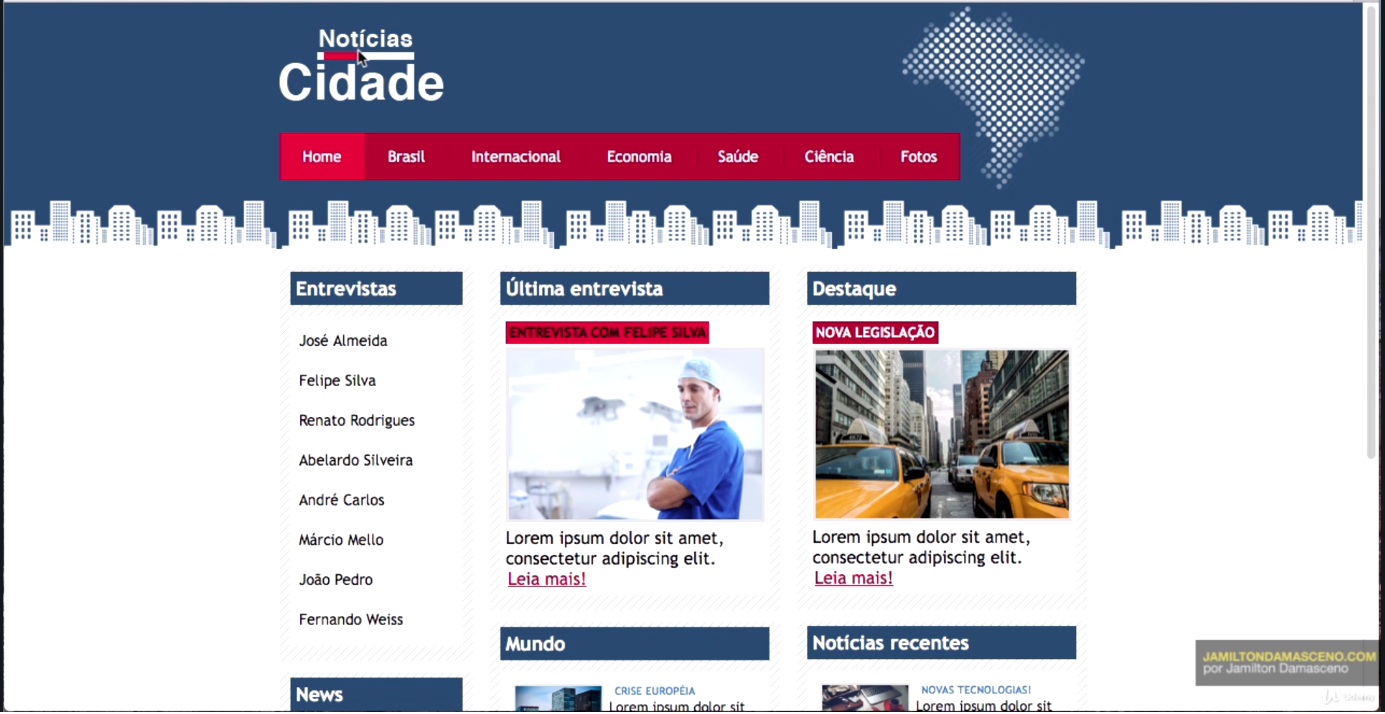 Notícias
Cidade
Home Brasil Internacional Economia Saúde Ciência Fotos
Entrevistas
José Almeida
Felipe Silva
Renato Rodrigues
Abelardo Silveira
André Carlos
Márcio Mello
João Pedro
Fernando Weiss
News
Última entrevista
ENTREVISTA COM FELIPE SILVA
Lorem ipsum dolor sit amet,
consectetur adipiscing elit.
Leia mais!
Mundo
CRISE EUROPÉIA
Lorem ipsum dolor sit
Destaque
NOVA LEGISLAÇÃO
Lorem ipsum dolor sit amet,
consectetur adipiscing elit.
Leia mais!
Notícias recentes
NOVAS TECNOLOGIAS!
Lorem ipsum dolor sit
JAMILTONDAMASCENO.COM
por Jamilton Damasceno